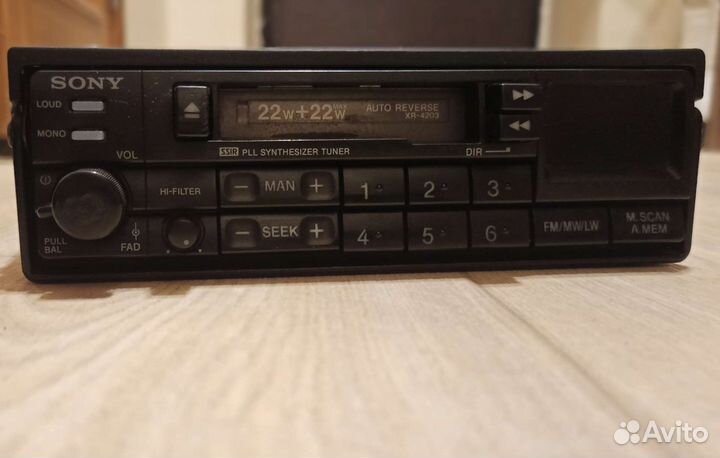 SONY
LOUD
MONO
VOL
22W+22W MAX
AUTO REVERSE
XR-4203
SSIR PLL SYNTHESIZER TUNER
DIR
HI-FILTER
− MAN +
1 2 3
PULL
BAL
FAD
− SEEK +
4 5 6
FM/MW/LW
M.SCAN
A.MEM
Avito